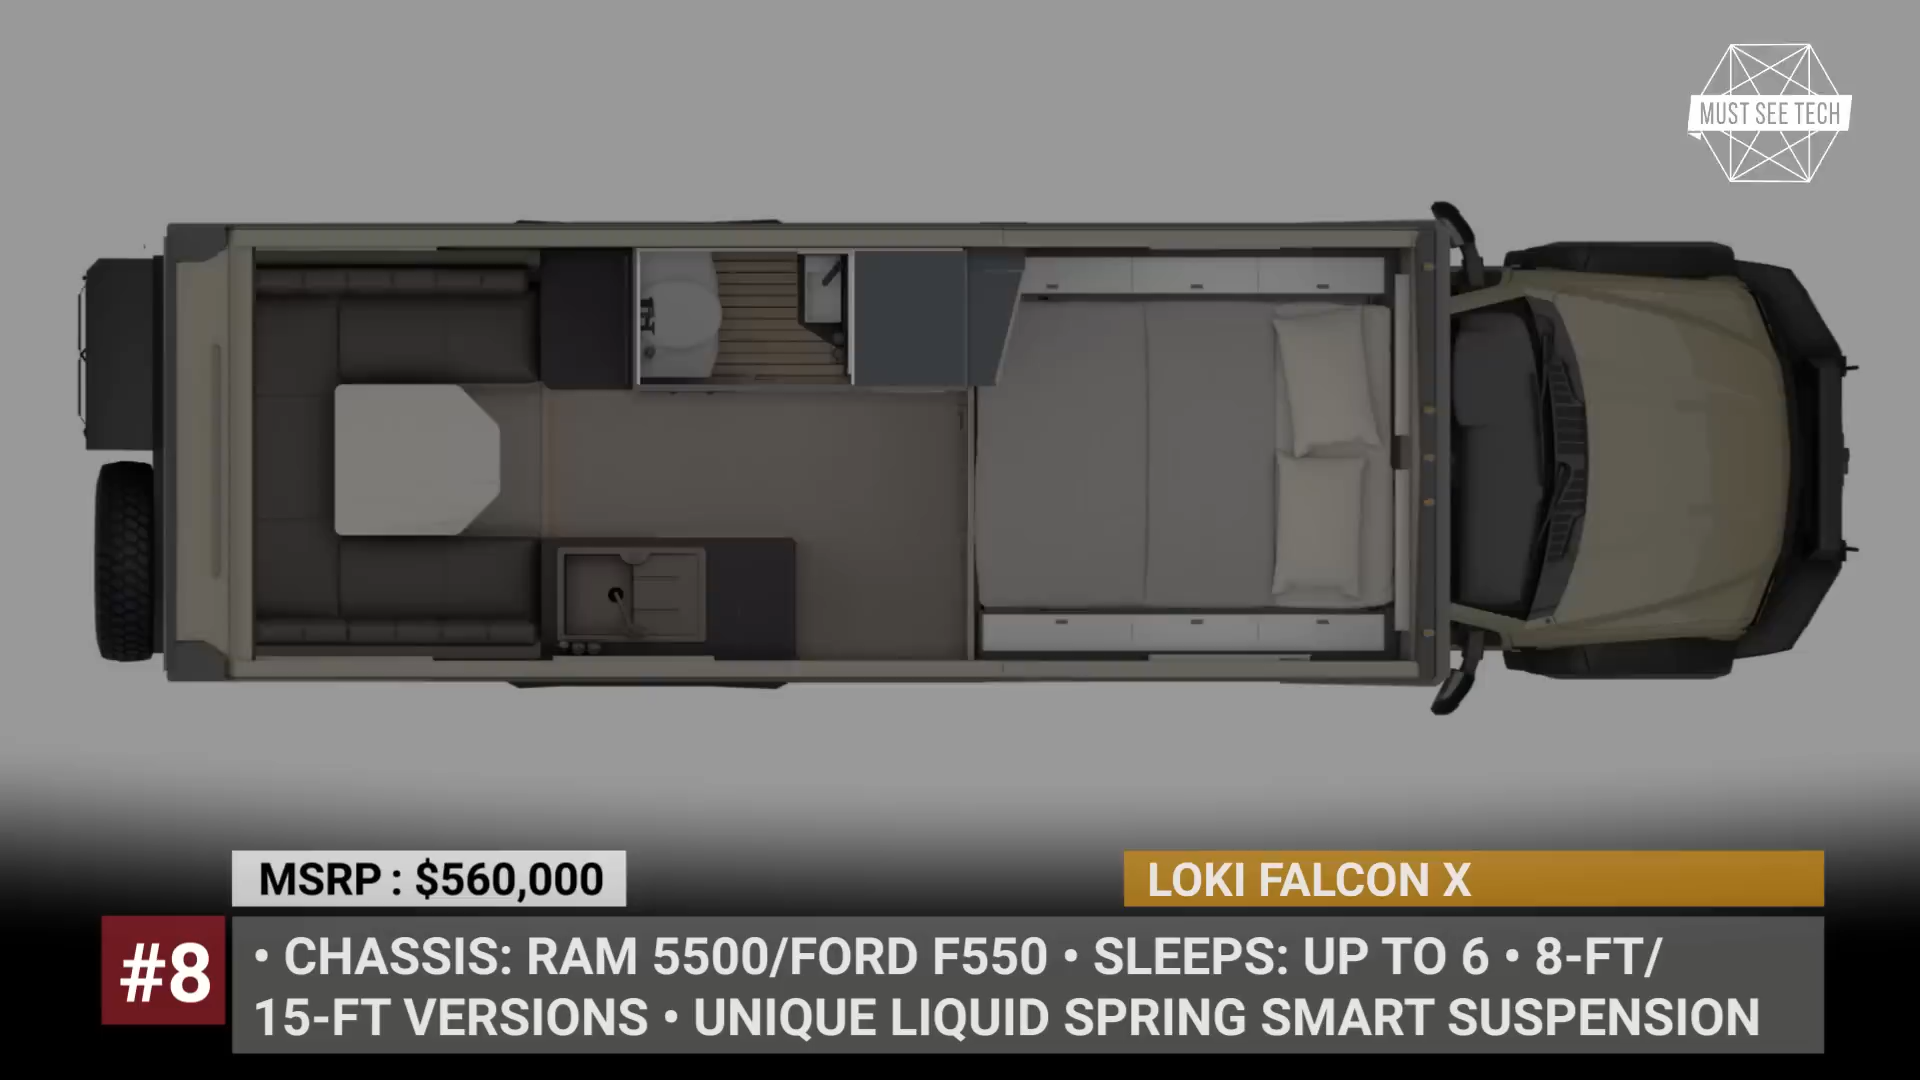 MUST SEE TECH
MSRP : $560,000
LOKI FALCON X
#8
• CHASSIS: RAM 5500/FORD F550 • SLEEPS: UP TO 6 • 8-FT/
15-FT VERSIONS • UNIQUE LIQUID SPRING SMART SUSPENSION